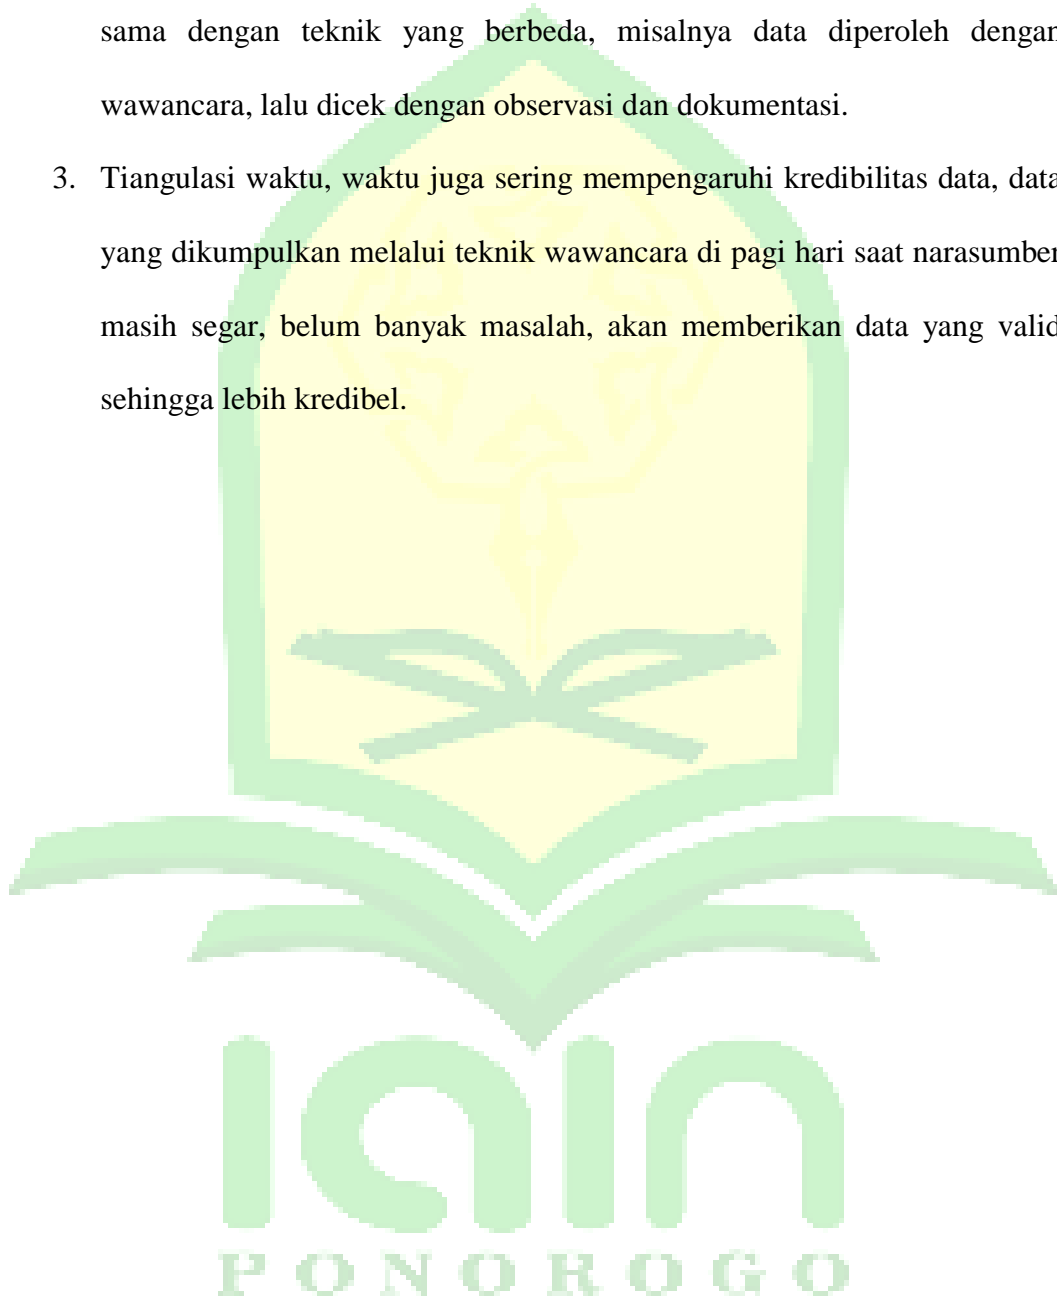 sama dengan teknik yang berbeda, misalnya data diperoleh dengan
wawancara, lalu dicek dengan observasi dan dokumentasi.
3. Tiangulasi waktu, waktu juga sering mempengaruhi kredibilitas data, data
yang dikumpulkan melalui teknik wawancara di pagi hari saat narasumber
masih segar, belum banyak masalah, akan memberikan data yang valid
sehingga lebih kredibel.
iain
PONOROGO